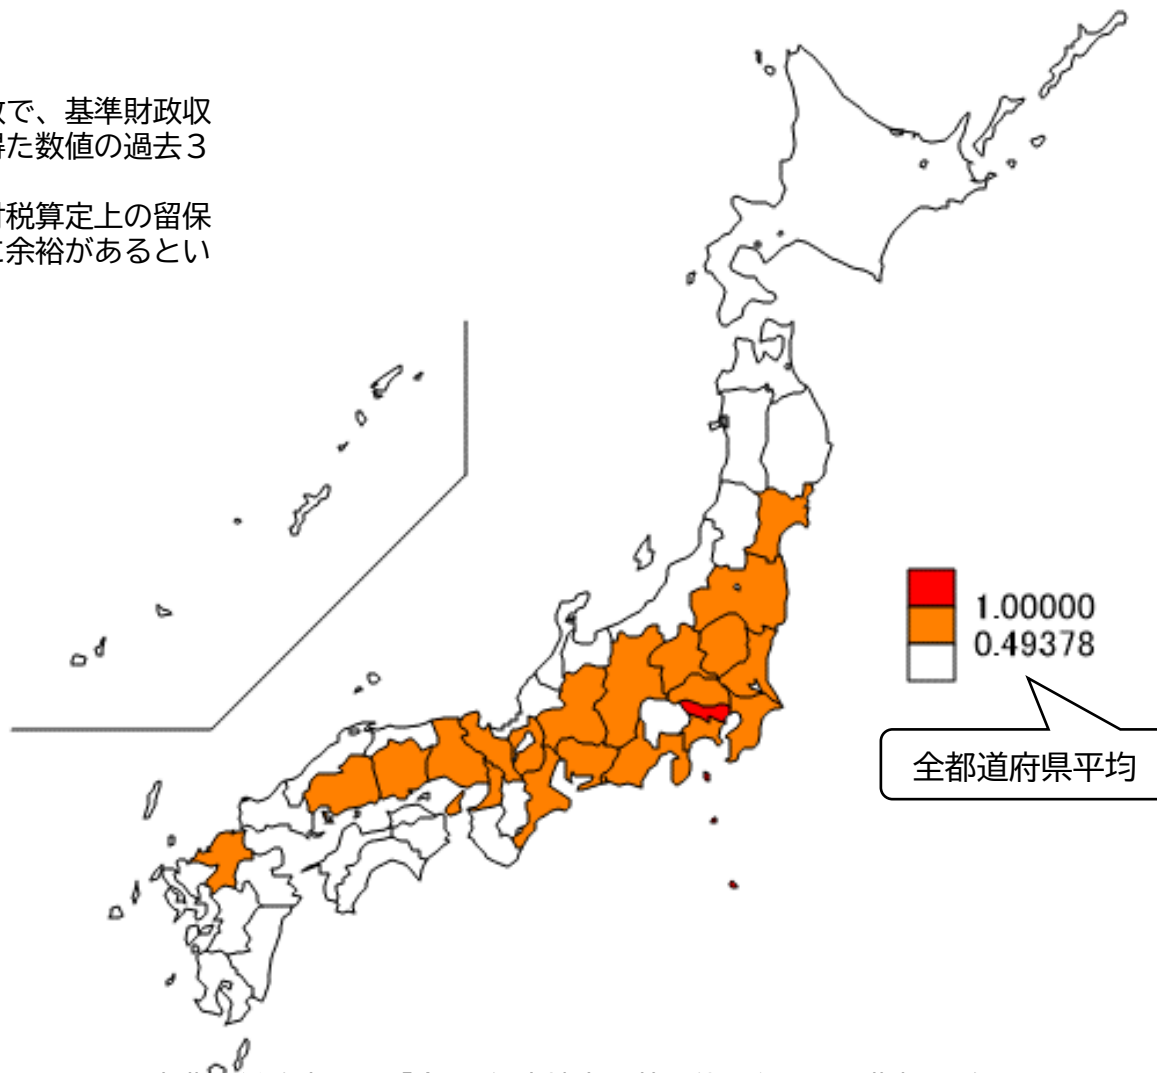 数で、基準財政収
得た数値の過去３
付税算定上の留保
に余裕があるとい
1.00000
0.49378
全都道府県平均